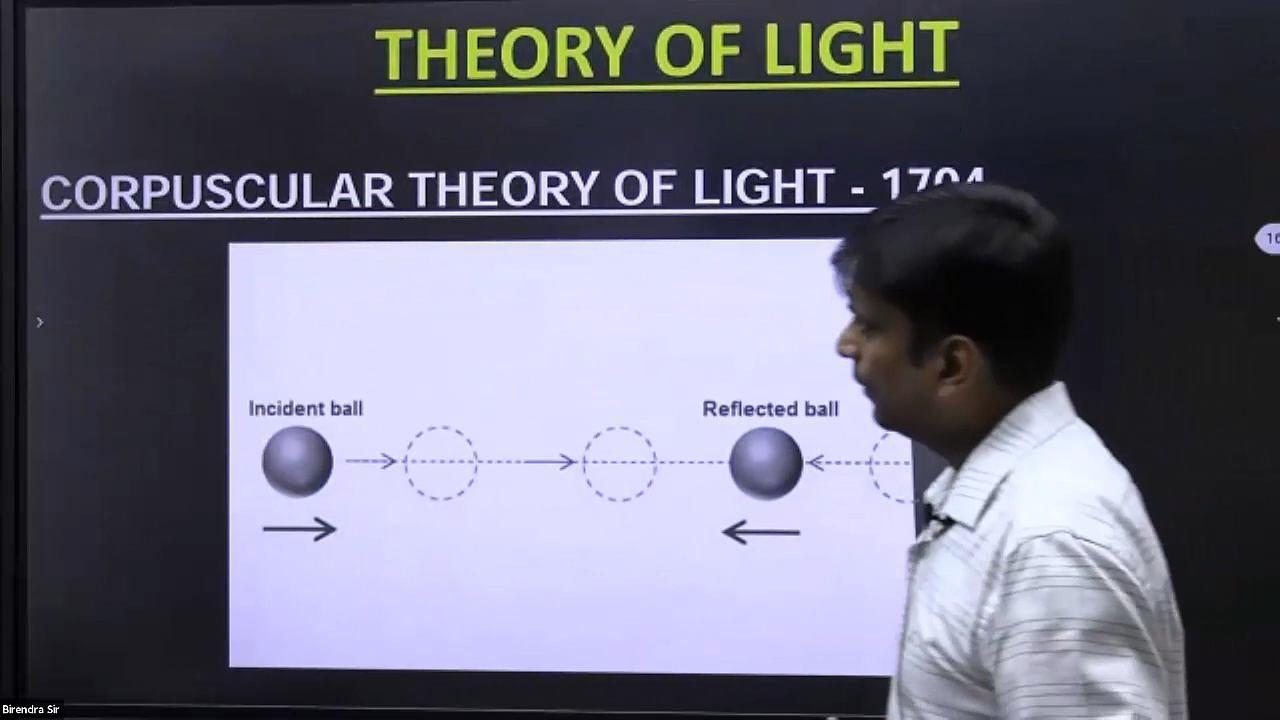 THEORY OF LIGHT
CORPUSCULAR THEORY OF LIGHT - 1704
Incident ball
Reflected ball
Birendra Sir